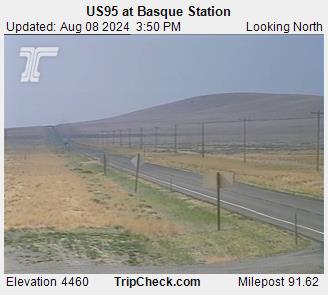 US95 at Basque Station
Updated: Aug 08 2024 3:50 PM Looking North
Elevation 4460 TripCheck.com Milepost 91.62